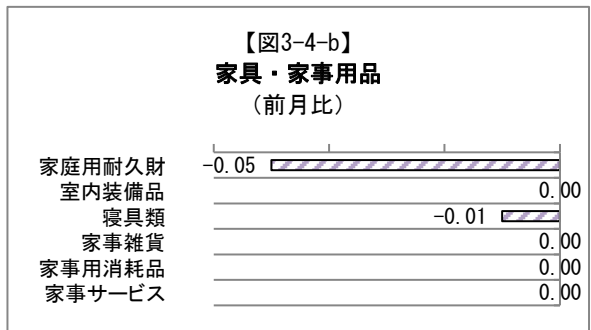 【図3-4-b】
家具・家事用品
（前月比）
家庭用耐久財 -0.05
室内装備品 0.00
寝具類 -0.01
家事雑貨 0.00
家事用消耗品 0.00
家事サービス 0.00